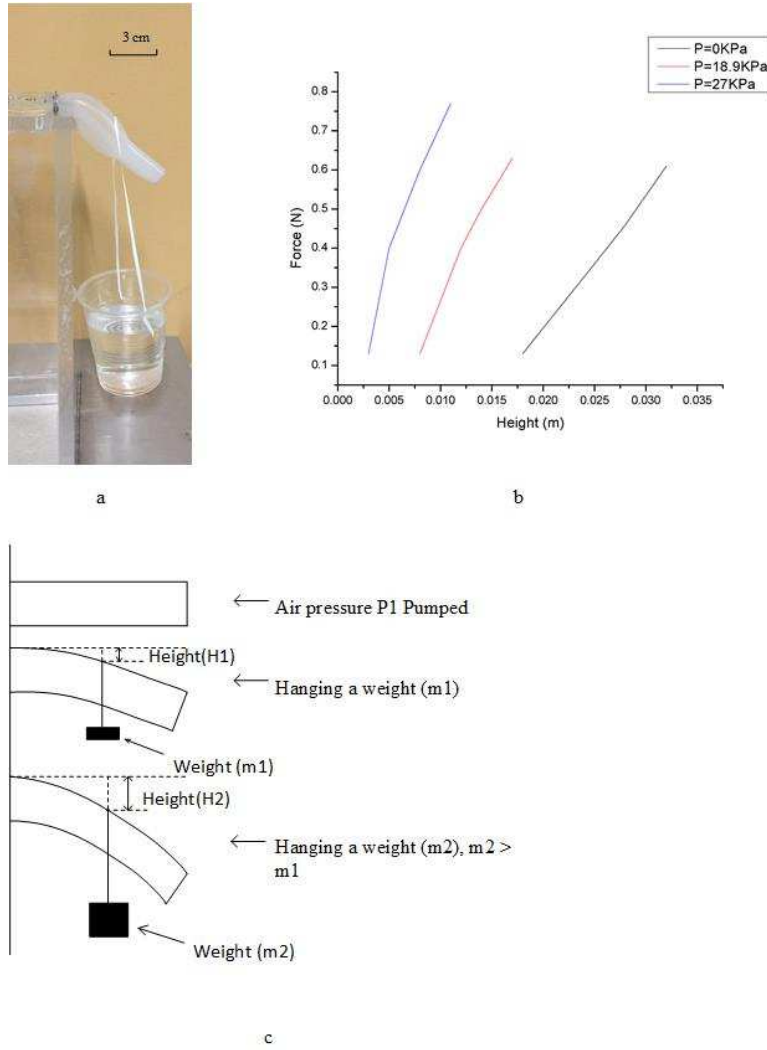 3 cm
a
P=0KPa
P=18.9KPa
P=27KPa
Force (N)
0.8
0.7
0.6
0.5
0.4
0.3
0.2
0.1
0.000 0.005 0.010 0.015 0.020 0.025 0.030 0.035
Height (m)
b
Air pressure P1 Pumped
Height(H1)
Hanging a weight (m1)
Weight (m1)
Height(H2)
Hanging a weight (m2), m2 >
m1
Weight (m2)
c